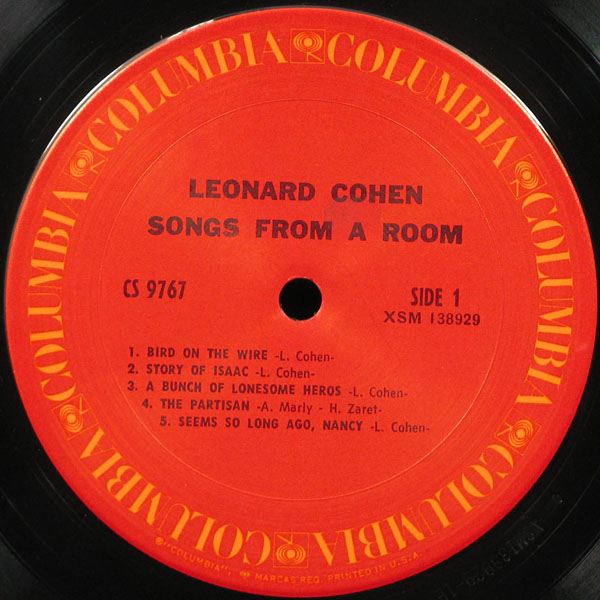 COLUMBIA COLUMBIA COLUMBIA COLUMBIA COLUMBIA COLUMBIA
LEONARD COHEN
SONGS FROM A ROOM
CS 9767
SIDE 1
XSM 138929
1. BIRD ON THE WIRE -L. Cohen-
2. STORY OF ISAAC -L. Cohen-
3. A BUNCH OF LONESOME HEROS -L. Cohen-
4. THE PARTISAN -A. Marly - H. Zaret-
5. SEEMS SO LONG AGO, NANCY -L. Cohen-
"COLUMBIA", MARCAS REG. PRINTED IN U.S.A.